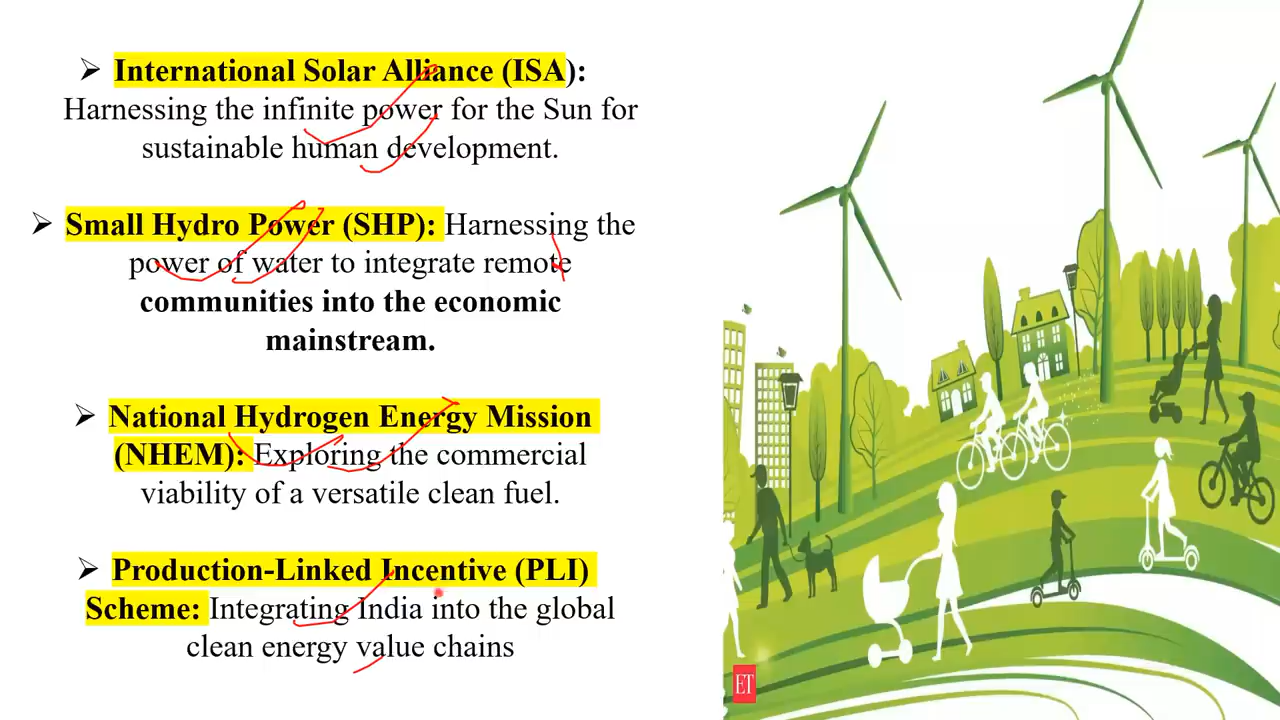 ➢ International Solar Alliance (ISA):
Harnessing the infinite power for the Sun for
sustainable human development.
➢ Small Hydro Power (SHP): Harnessing the
power of water to integrate remote
communities into the economic
mainstream.
➢ National Hydrogen Energy Mission
(NHEM): Exploring the commercial
viability of a versatile clean fuel.
➢ Production-Linked Incentive (PLI)
Scheme: Integrating India into the global
clean energy value chains
ET